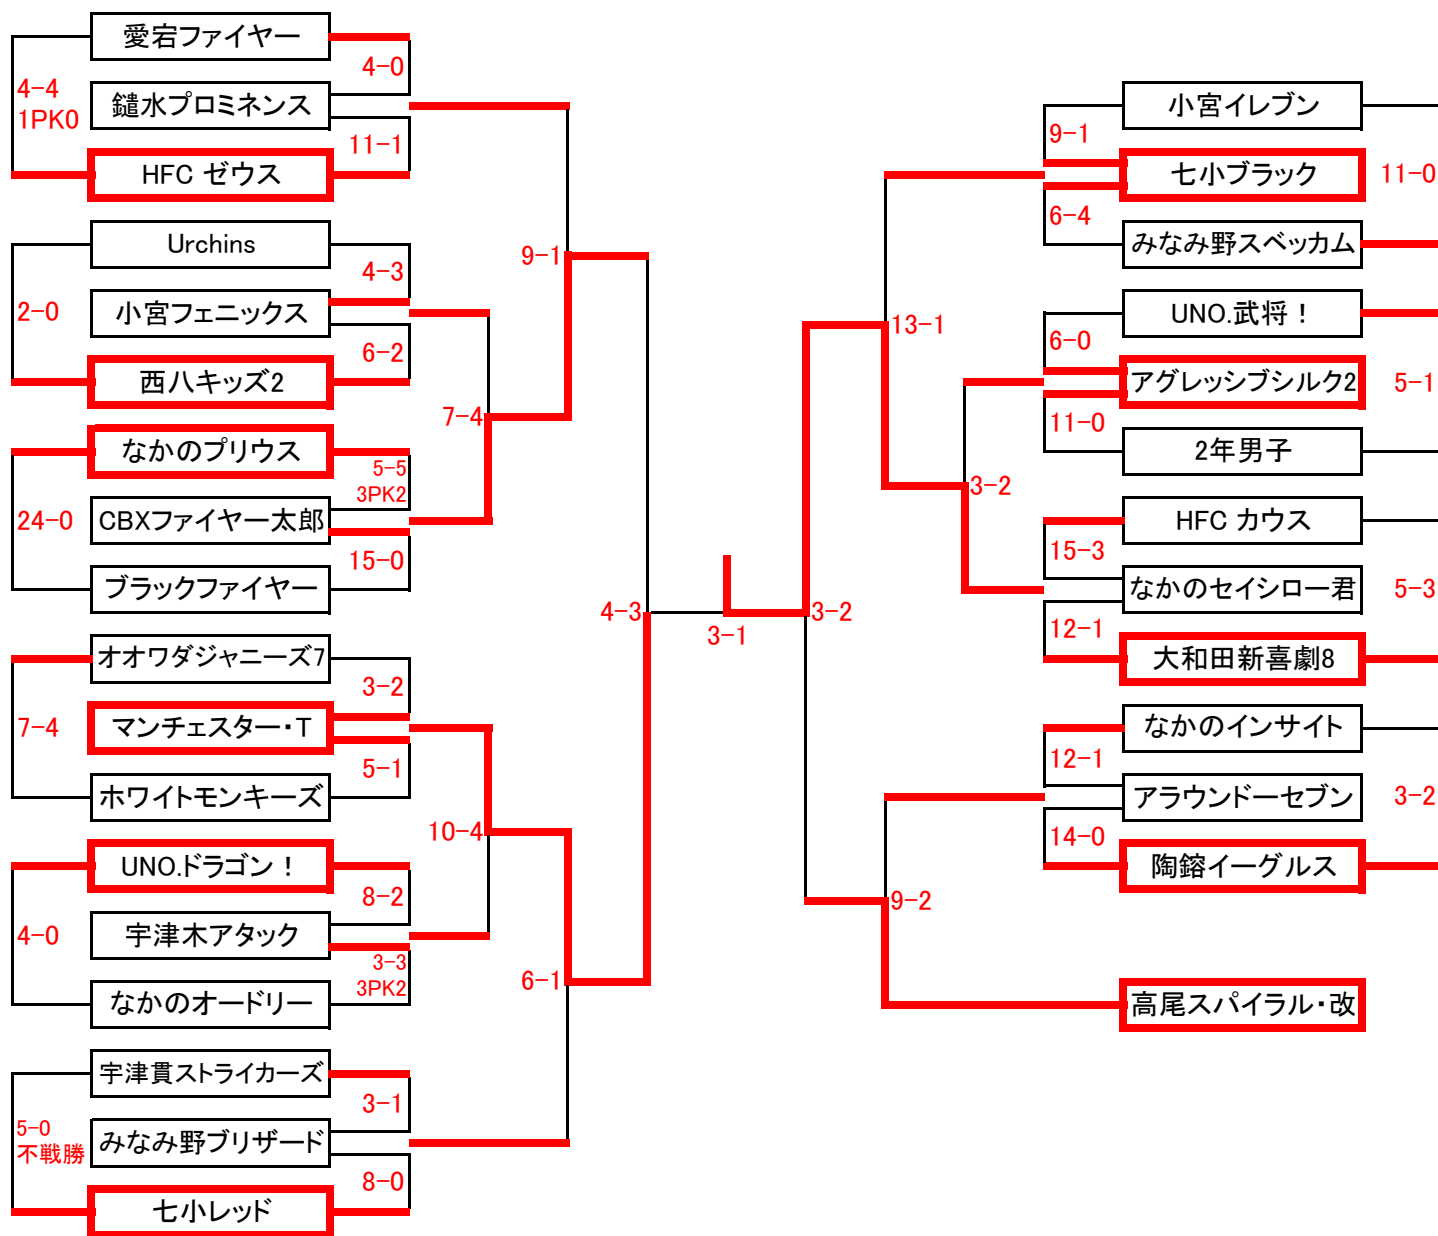 愛宕ファイヤー
4-0
4-4
1PK0
鑓水プロミネンス
11-1
HFC ゼウス
Urchins
4-3
2-0
小宮フェニックス
6-2
西八キッズ2
なかのプリウス
5-5
3PK2
24-0
CBXファイヤー太郎
15-0
ブラックファイヤー
オオワダジャニーズ7
3-2
7-4
マンチェスター・T
5-1
ホワイトモンキーズ
UNO.ドラゴン！
8-2
4-0
宇津木アタック
3-3
3PK2
なかのオードリー
宇津貫ストライカーズ
3-1
5-0
不戦勝
みなみ野ブリザード
8-0
七小レッド
9-1
7-4
10-4
6-1
4-3
3-1
3-2
13-1
3-2
9-2
小宮イレブン
9-1
七小ブラック
11-0
6-4
みなみ野スベッカム
UNO.武将！
6-0
アグレッシブシルク2
5-1
11-0
2年男子
HFC カウス
15-3
なかのセイシロー君
5-3
12-1
大和田新喜劇8
なかのインサイト
12-1
アラウンドーセブン
3-2
14-0
陶鎔イーグルス
高尾スパイラル・改